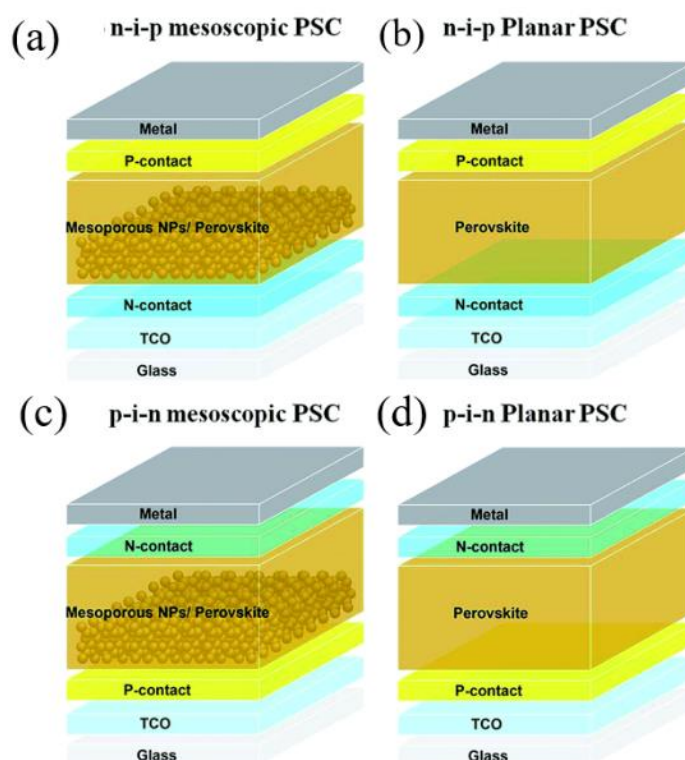 (a)
n-i-p mesoscopic PSC
Metal
P-contact
Mesoporous NPs/ Perovskite
N-contact
TCO
Glass
(b)
n-i-p Planar PSC
Metal
P-contact
Perovskite
N-contact
TCO
Glass
(c)
p-i-n mesoscopic PSC
Metal
N-contact
Mesoporous NPs/ Perovskite
P-contact
TCO
Glass
(d)
p-i-n Planar PSC
Metal
N-contact
Perovskite
P-contact
TCO
Glass